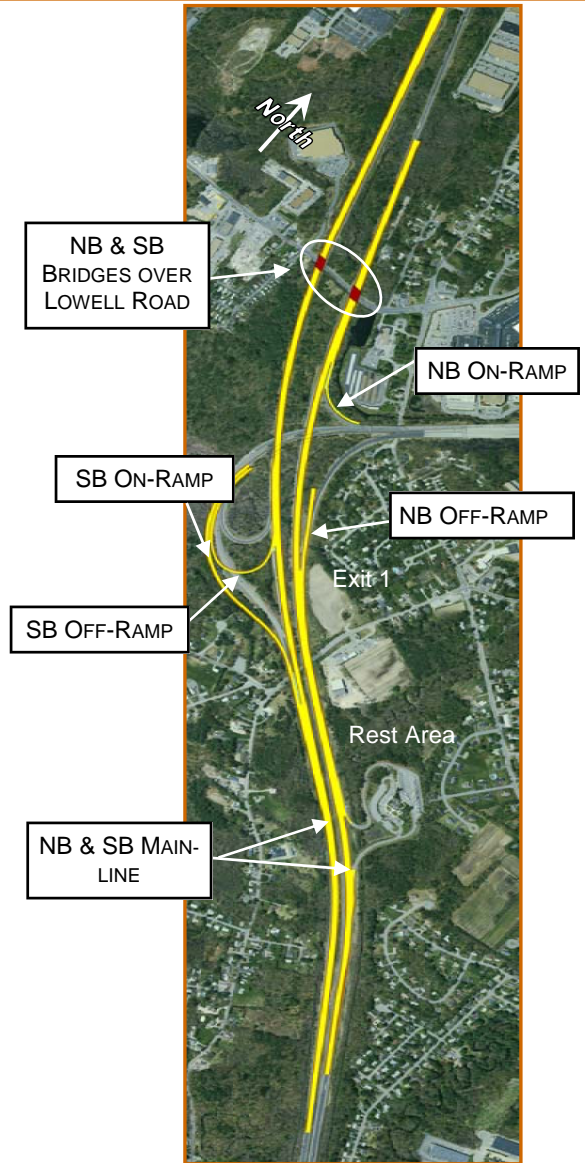 North
NB & SB
BRIDGES OVER
LOWELL ROAD
NB ON-RAMP
SB ON-RAMP
NB OFF-RAMP
Exit 1
SB OFF-RAMP
Rest Area
NB & SB MAIN-
LINE